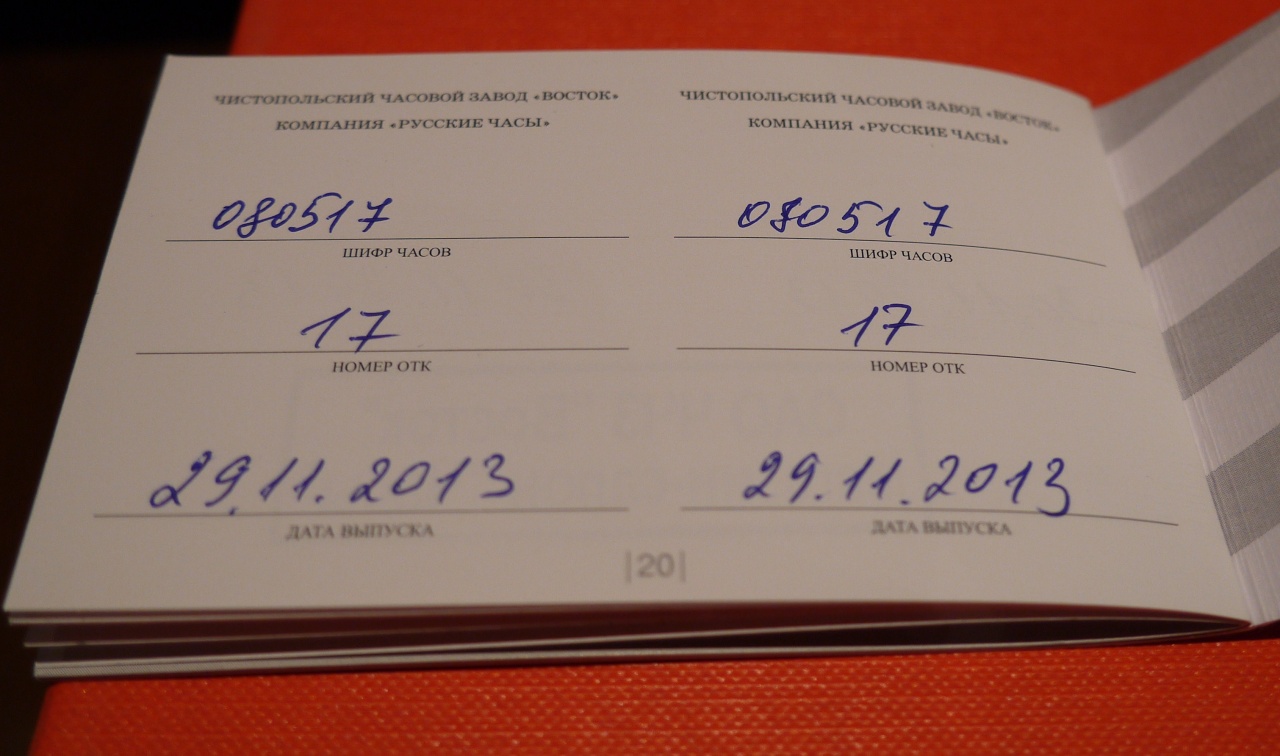 ЧИСТОПОЛЬСКИЙ ЧАСОВОЙ ЗАВОД «ВОСТОК»
КОМПАНИЯ «РУССКИЕ ЧАСЫ»
080517
ШИФР ЧАСОВ
17
НОМЕР ОТК
29.11.2013
ДАТА ВЫПУСКА
ЧИСТОПОЛЬСКИЙ ЧАСОВОЙ ЗАВОД «ВОСТОК»
КОМПАНИЯ «РУССКИЕ ЧАСЫ»
080517
ШИФР ЧАСОВ
17
НОМЕР ОТК
29.11.2013
ДАТА ВЫПУСКА
|20|